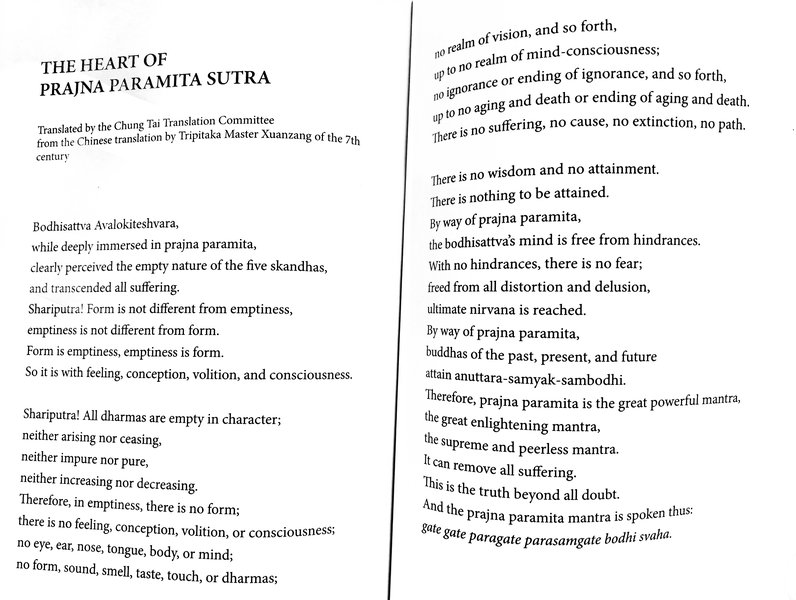 THE HEART OF
PRAJNA PARAMITA SUTRA
Translated by the Chung Tai Translation Committee
from the Chinese translation by Tripitaka Master Xuanzang of the 7th
century
Bodhisattva Avalokiteshvara,
while deeply immersed in prajna paramita,
clearly perceived the empty nature of the five skandhas,
and transcended all suffering.
Shariputra! Form is not different from emptiness,
emptiness is not different from form.
Form is emptiness, emptiness is form.
So it is with feeling, conception, volition, and consciousness.
Shariputra! All dharmas are empty in character;
neither arising nor ceasing,
neither impure nor pure,
neither increasing nor decreasing.
Therefore, in emptiness, there is no form;
there is no feeling, conception, volition, or consciousness;
no eye, ear, nose, tongue, body, or mind;
no form, sound, smell, taste, touch, or dharmas;
no realm of vision, and so forth,
up to no realm of mind-consciousness;
no ignorance or ending of ignorance, and so forth,
up to no aging and death or ending of aging and death.
There is no suffering, no cause, no extinction, no path.
There is no wisdom and no attainment.
There is nothing to be attained.
By way of prajna paramita,
the bodhisattva's mind is free from hindrances.
With no hindrances, there is no fear;
freed from all distortion and delusion,
ultimate nirvana is reached.
By way of prajna paramita,
buddhas of the past, present, and future
attain anuttara-samyak-sambodhi.
Therefore, prajna paramita is the great powerful mantra,
the great enlightening mantra,
the supreme and peerless mantra.
It can remove all suffering.
This is the truth beyond all doubt.
And the prajna paramita mantra is spoken thus:
gate gate paragate parasamgate bodhi svaha.